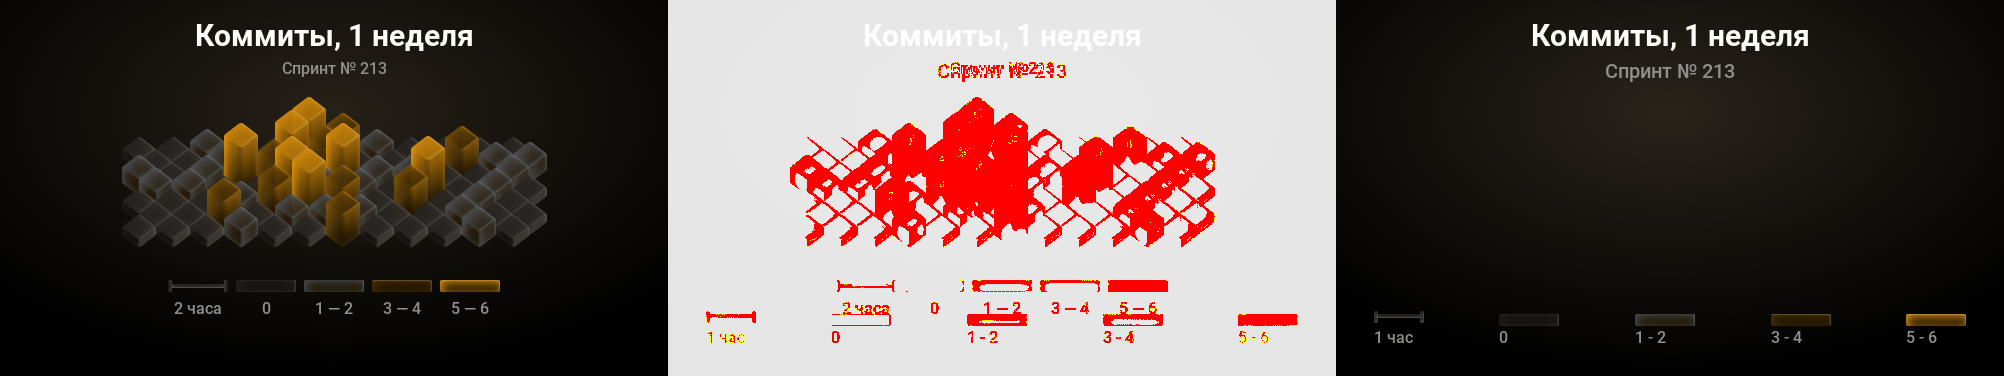 Коммиты, 1 неделя
Спринт № 213
2 часа 0 1 — 2 3 — 4 5 — 6
Коммиты, 1 неделя
2 часа 0 1 — 2 3 — 4 5 — 6
1 час 0 1 - 2 3 - 4 5 - 6
Коммиты, 1 неделя
Спринт № 213
1 час 0 1 - 2 3 - 4 5 - 6